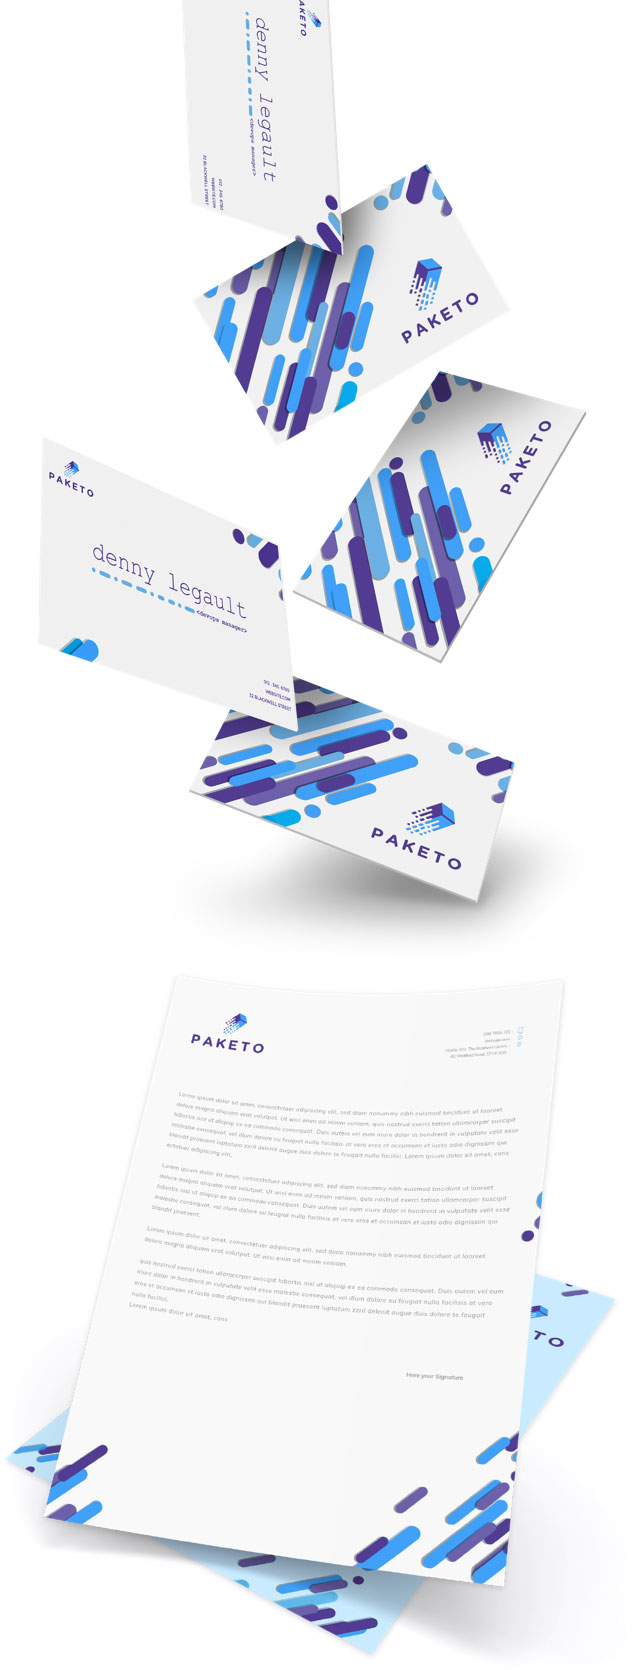 PAKETO
denny legault
<devops manager>
012. 345. 6785
WEBSITE.COM
22 BLACKWELL STREET
PAKETO
PAKETO
PAKETO
denny legault
<devops manager>
012 . 345. 6785
WEBSITE.COM
22 BLACKWELL STREET
PAKETO
PAKETO
Lorem ipsum dolor sit amet, consectetuer adipiscing elit, sed diam nonummy nibh euismod tincidunt ut laoreet
dolore magna aliquam erat volutpat. Ut wisi enim ad minim veniam, quis nostrud exerci tation ullamcorper suscipit
lobortis nisl ut aliquip ex ea commodo consequat. Duis autem vel eum iriure dolor in hendrerit in vulputate velit esse
molestie consequat, vel illum dolore eu feugiat nulla facilisis at vero eros et accumsan et iusto odio dignissim qui
blandit praesent luptatum zzril delenit augue duis dolore te feugait nulla facilisi. Lorem ipsum dolor sit amet, cons
ectetuer adipiscing elit.
Lorem ipsum dolor sit amet, consectetuer adipiscing elit, sed diam nonummy nibh euismod tincidunt ut laoreet
dolore magna aliquam erat volutpat. Ut wisi enim ad minim veniam, quis nostrud exerci tation ullamcorper suscipit
lobortis nisl ut aliquip ex ea commodo consequat. Duis autem vel eum iriure dolor in hendrerit in vulputate velit esse
molestie consequat, vel illum dolore eu feugiat nulla facilisis at vero eros et accumsan et iusto odio dignissim qui
blandit praesent.
Lorem ipsum dolor sit amet, consectetuer adipiscing elit, sed diam nonummy nibh euismod tincidunt ut laoreet
dolore magna aliquam erat volutpat. Ut wisi enim ad minim veniam.
quis nostrud exerci tation ullamcorper suscipit lobortis nisl ut aliquip ex ea commodo consequat. Duis autem vel eum
iriure dolor in hendrerit in vulputate velit esse molestie consequat, vel illum dolore eu feugiat nulla facilisis at vero
eros et accumsan et iusto odio dignissim qui blandit praesent luptatum zzril delenit augue duis dolore te feugait
nulla facilisi.
Lorem ipsum dolor sit amet, cons
Here your Signature
TO